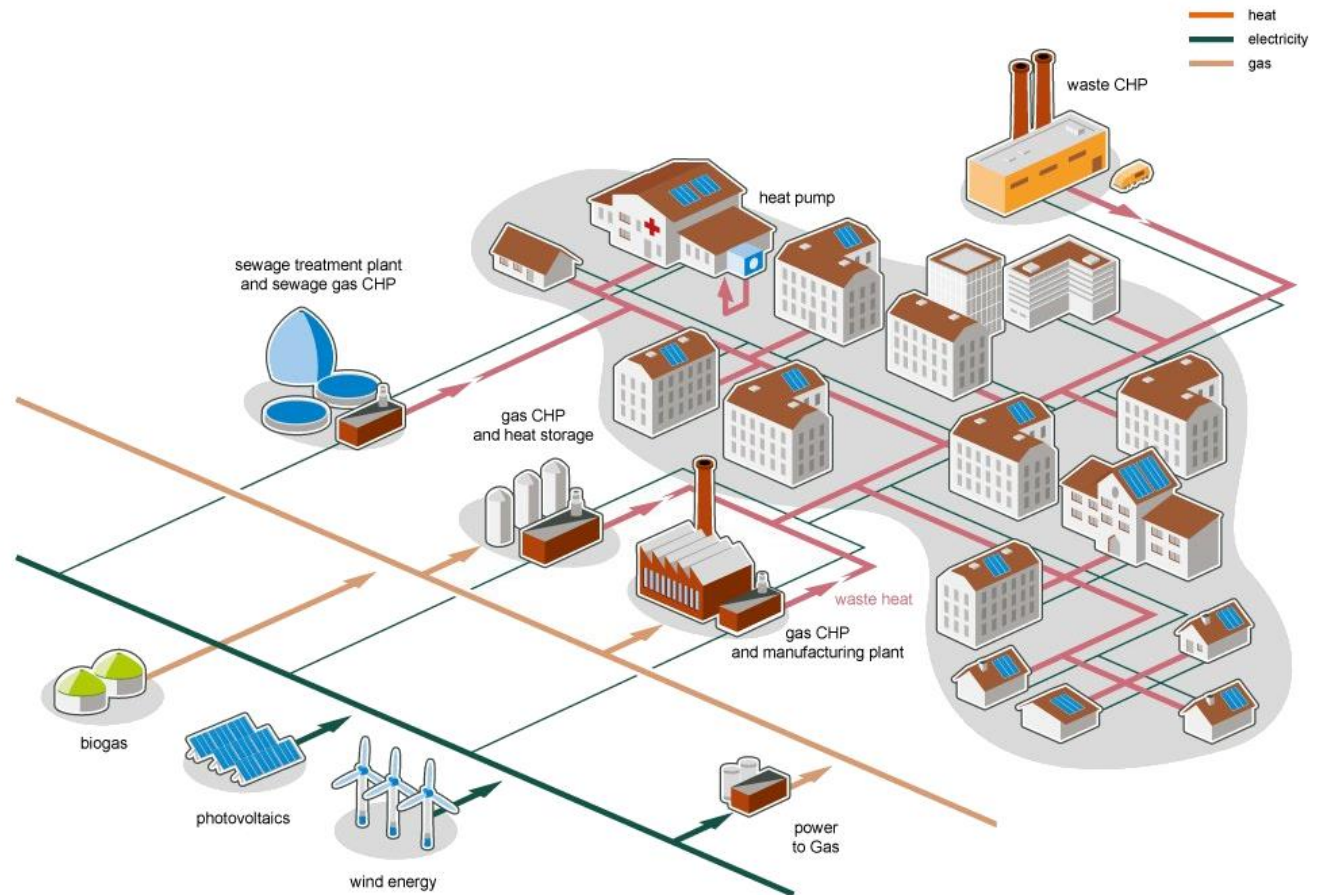 heat
electricity
gas
waste CHP
heat pump
sewage treatment plant
and sewage gas CHP
gas CHP
and heat storage
waste heat
gas CHP
and manufacturing plant
biogas
photovoltaics
wind energy
power
to Gas